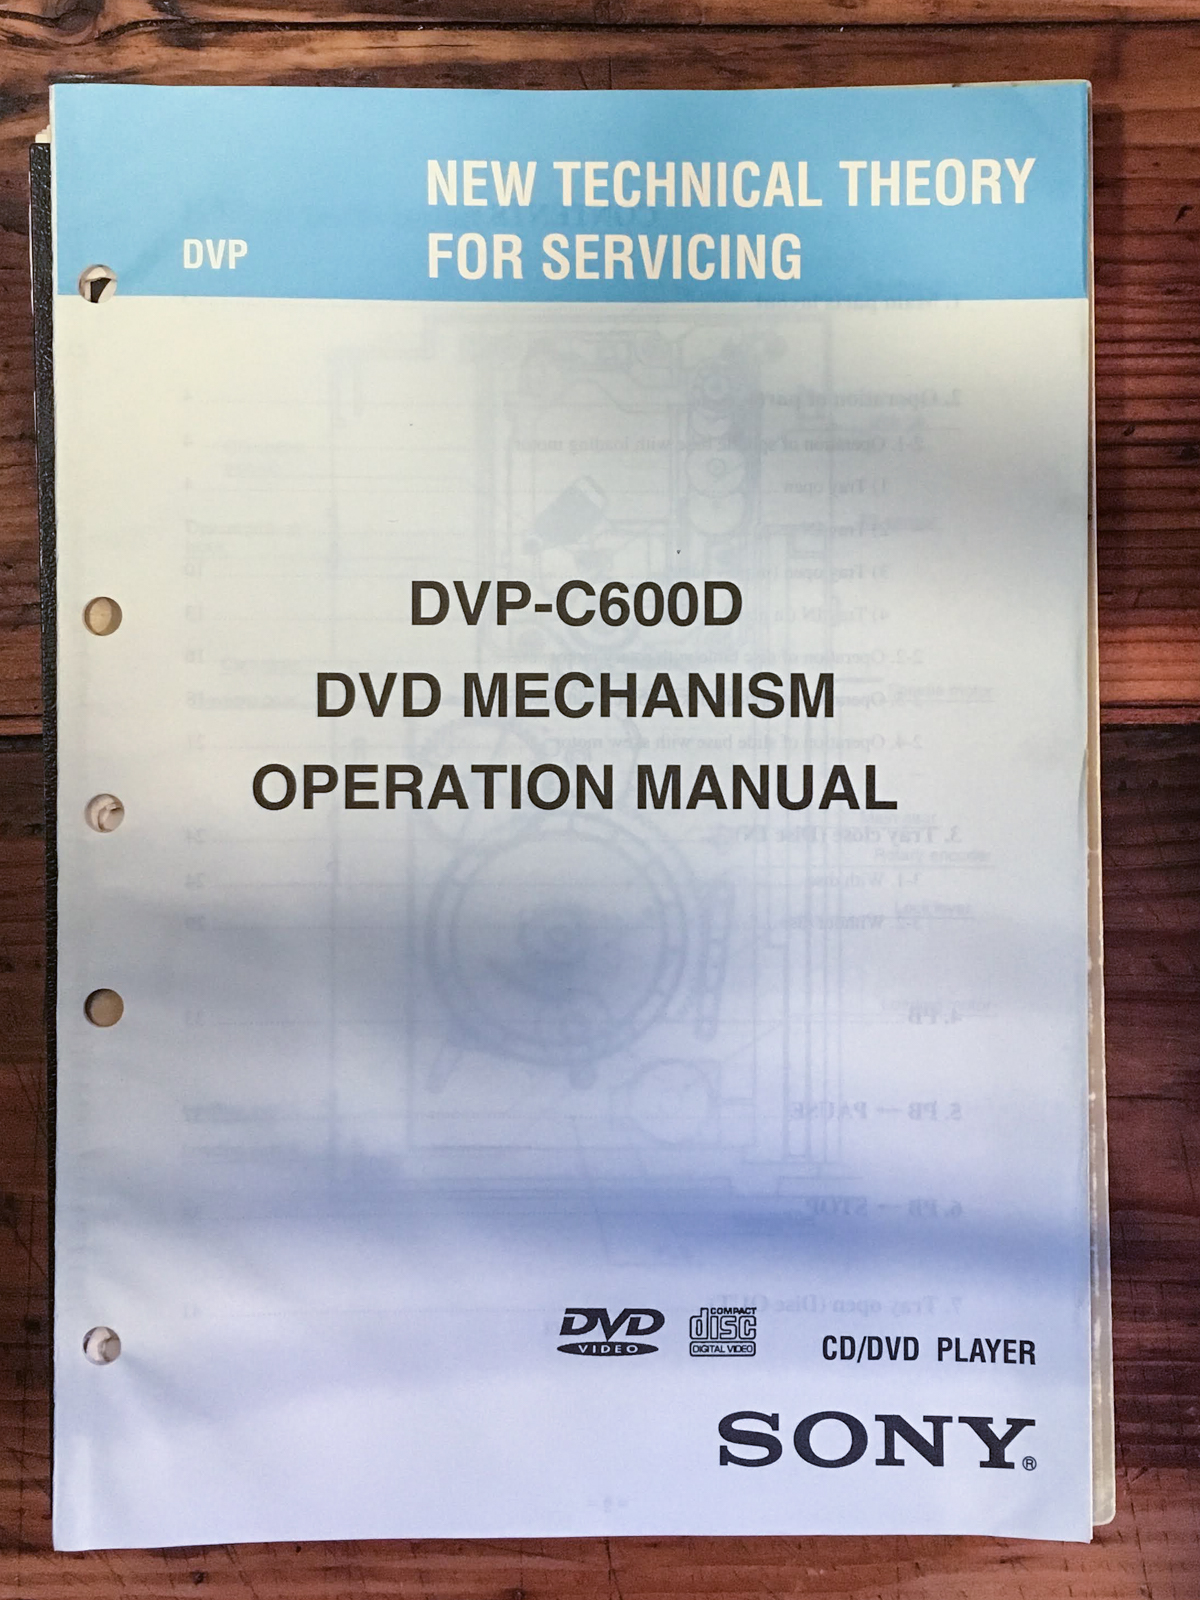 NEW TECHNICAL THEORY
DVP
FOR SERVICING
DVP-C600D
DVD MECHANISM
OPERATION MANUAL
DVD
VIDEO
COMPACT
disc
DIGITAL VIDEO
CD/DVD PLAYER
SONY®